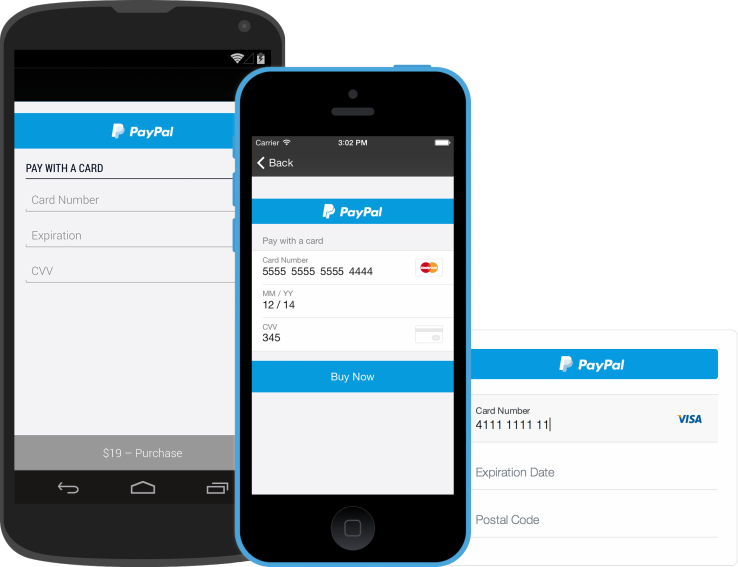 PayPal
PAY WITH A CARD
Card Number
Expiration
CVV
$19 – Purchase
Carrier
3:02 PM
Back
PayPal
Pay with a card
Card Number
5555 5555 5555 4444
MM / YY
12 / 14
CVV
345
Buy Now
PayPal
Card Number
4111 1111 11
VISA
Expiration Date
Postal Code